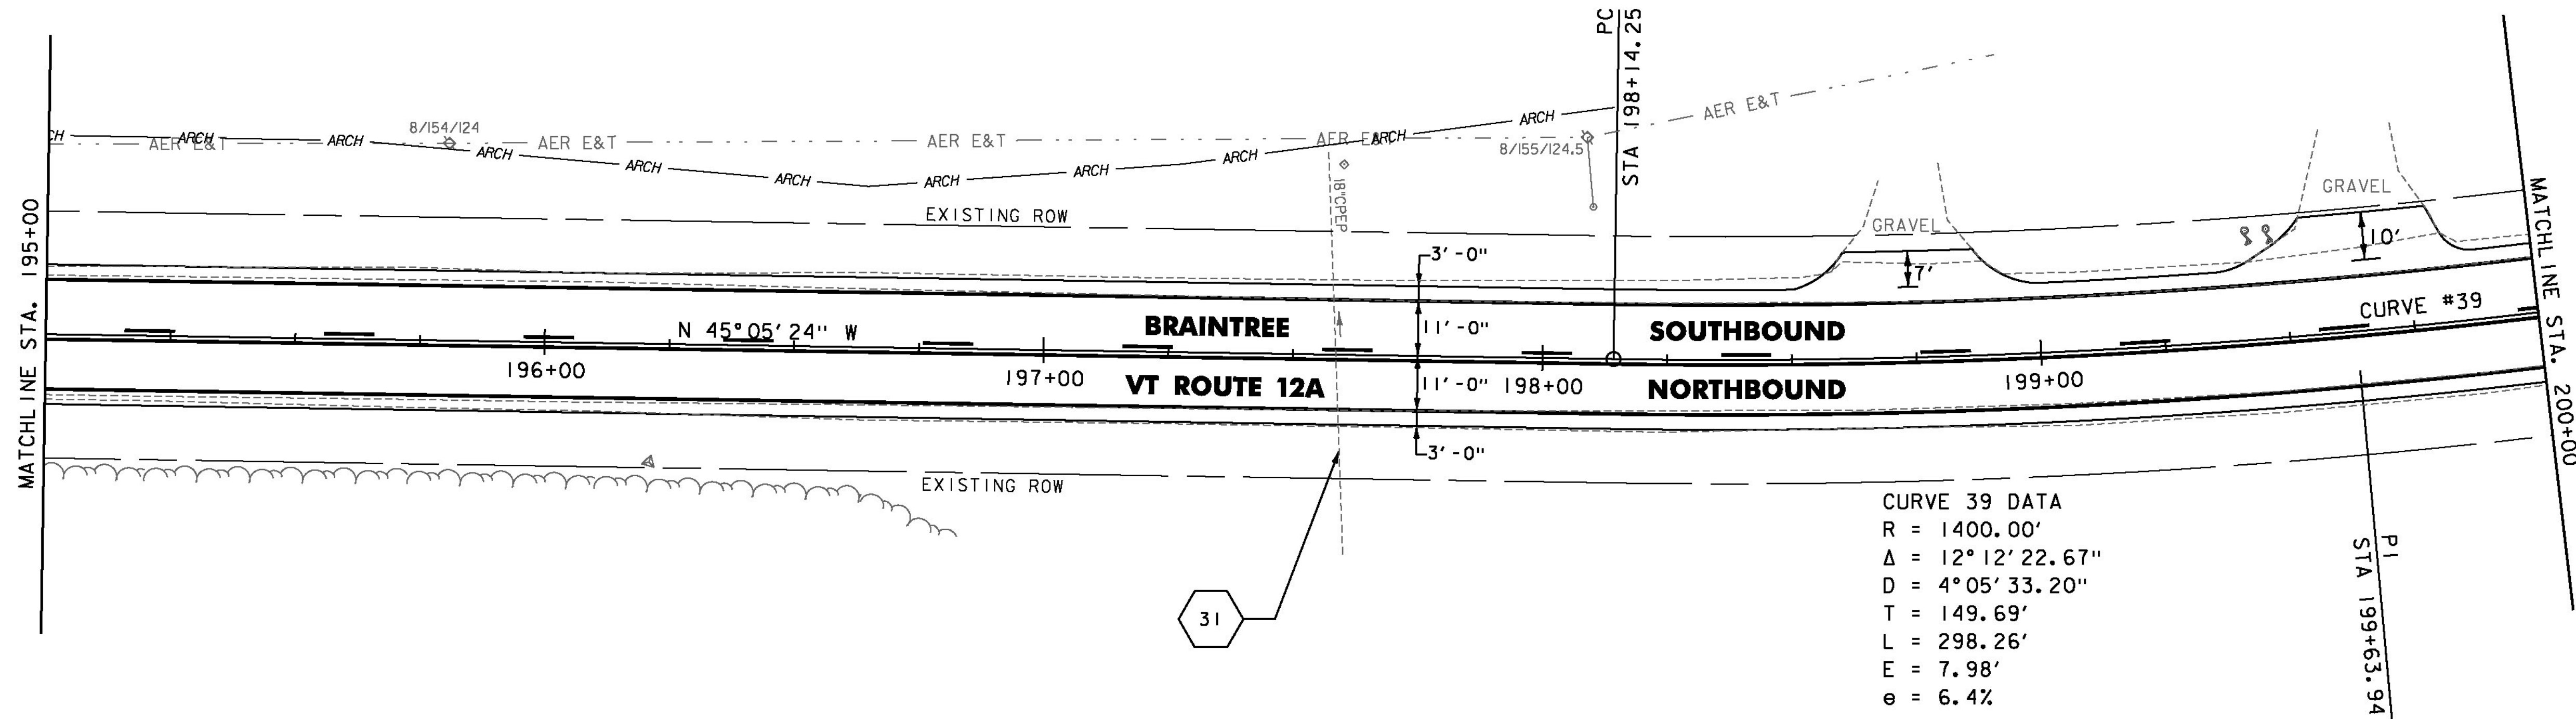 PC
STA 198+14.25
MATCHLINE STA. 195+00
CH
ARCH
AER E&T
ARCH
8/154/124
ARCH
AER E&T
ARCH
ARCH
ARCH
AER E&T
ARCH
ARCH
AER E&T
ARCH
ARCH
8/155/124.5
AER E&T
18"CPEP
EXISTING ROW
GRAVEL
GRAVEL
3'-0"
7'
10'
MATCHLINE STA. 200+00
N 45°05'24" W
BRAINTREE
11'-0"
SOUTHBOUND
CURVE #39
196+00
197+00
VT ROUTE 12A
11'-0"
198+00
NORTHBOUND
199+00
3'-0"
EXISTING ROW
31
CURVE 39 DATA
R = 1400.00'
Δ = 12°12'22.67"
D = 4°05'33.20"
T = 149.69'
L = 298.26'
E = 7.98'
e = 6.4%
PI
STA 199+63.94